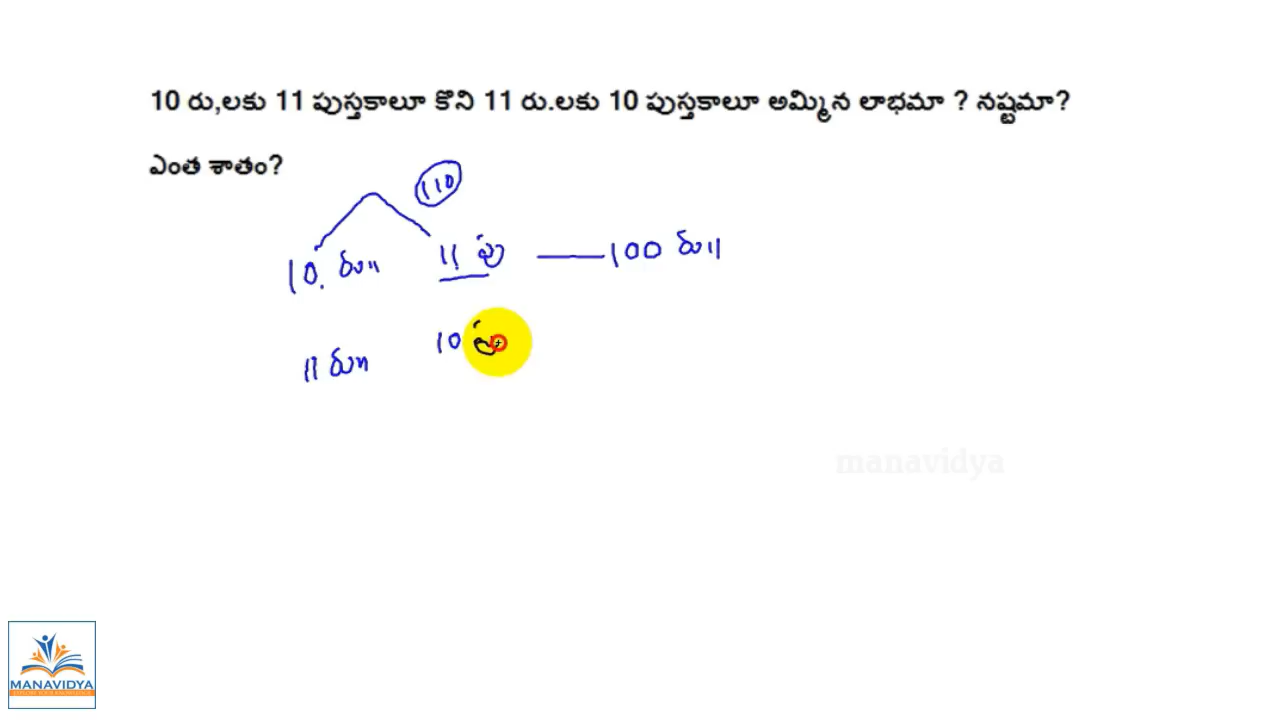 10 రు,లకు 11 పుస్తకాలూ కొని 11 రు.లకు 10 పుస్తకాలూ అమ్మిన లాభమా ? నష్టమా?
ఎంత శాతం?
110
10. రు॥ 11 పు — 100 రు॥
11 రు॥ 10 పు
manavidya
MANAVIDYA